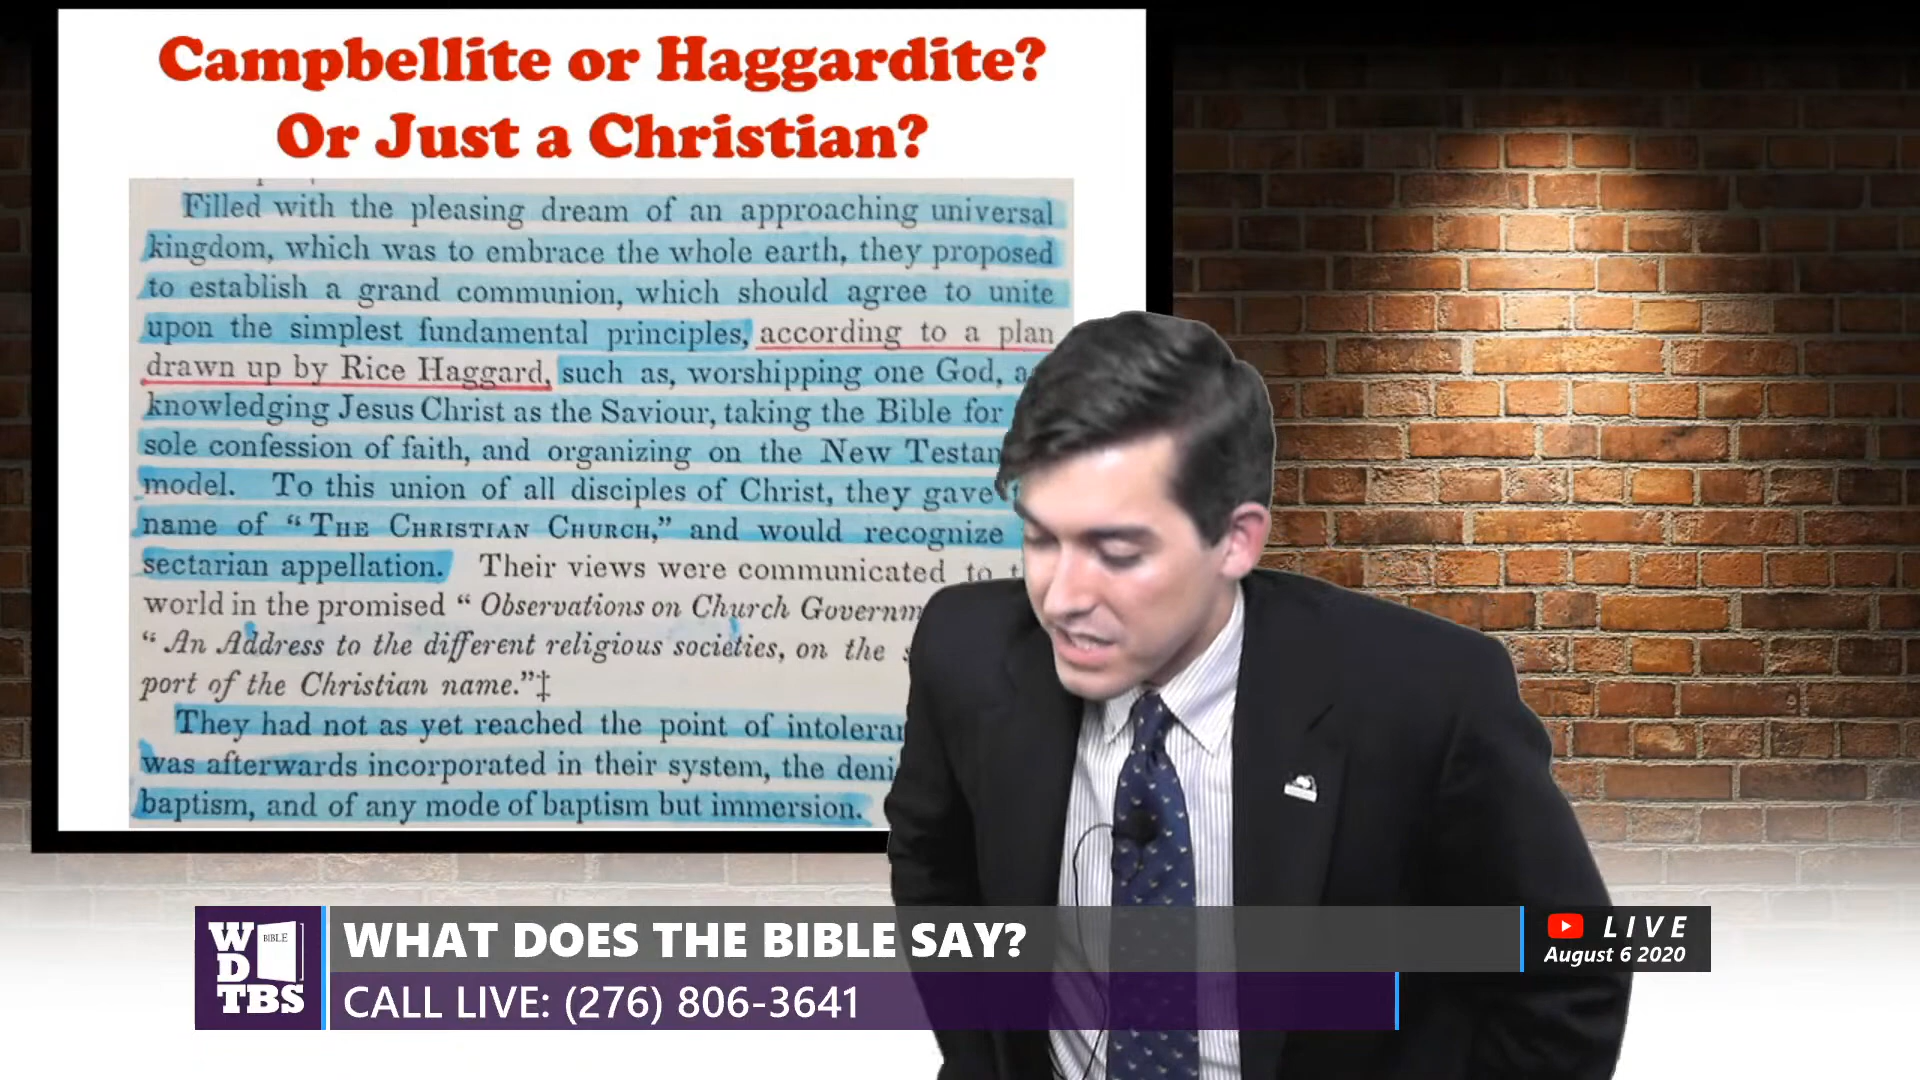 Campbellite or Haggardite?
Or Just a Christian?
Filled with the pleasing dream of an approaching universal
kingdom, which was to embrace the whole earth, they proposed
to establish a grand communion, which should agree to unite
upon the simplest fundamental principles, according to a plan
drawn up by Rice Haggard, such as, worshipping one God,
knowledging Jesus Christ as the Saviour, taking the Bible for
sole confession of faith, and organizing on the New
model. To this union of all disciples of Christ, they gave
name of “THE CHRISTIAN CHURCH,” and would recognize
sectarian appellation. Their views were communicated to
world in the promised “Observations on Church
“An Address to the different religious societies, on the
port of the Christian name.”‡
They had not as yet reached the point of
was afterwards incorporated in their system, the
baptism, and of any mode of baptism but immersion.
WD
TBS
BIBLE
WHAT DOES THE BIBLE SAY?
CALL LIVE: (276) 806-3641
LIVE
August 6 2020